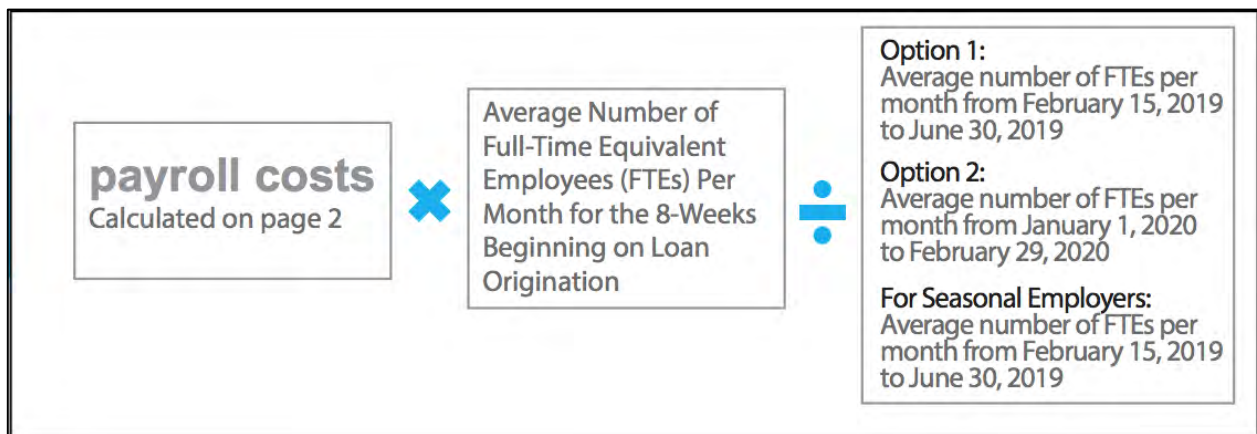 payroll costs
Calculated on page 2
Average Number of
Full-Time Equivalent
Employees (FTEs) Per
Month for the 8-Weeks
Beginning on Loan
Origination
Option 1:
Average number of FTEs per
month from February 15, 2019
to June 30, 2019
Option 2:
Average number of FTEs per
month from January 1, 2020
to February 29, 2020
For Seasonal Employers:
Average number of FTEs per
month from February 15, 2019
to June 30, 2019